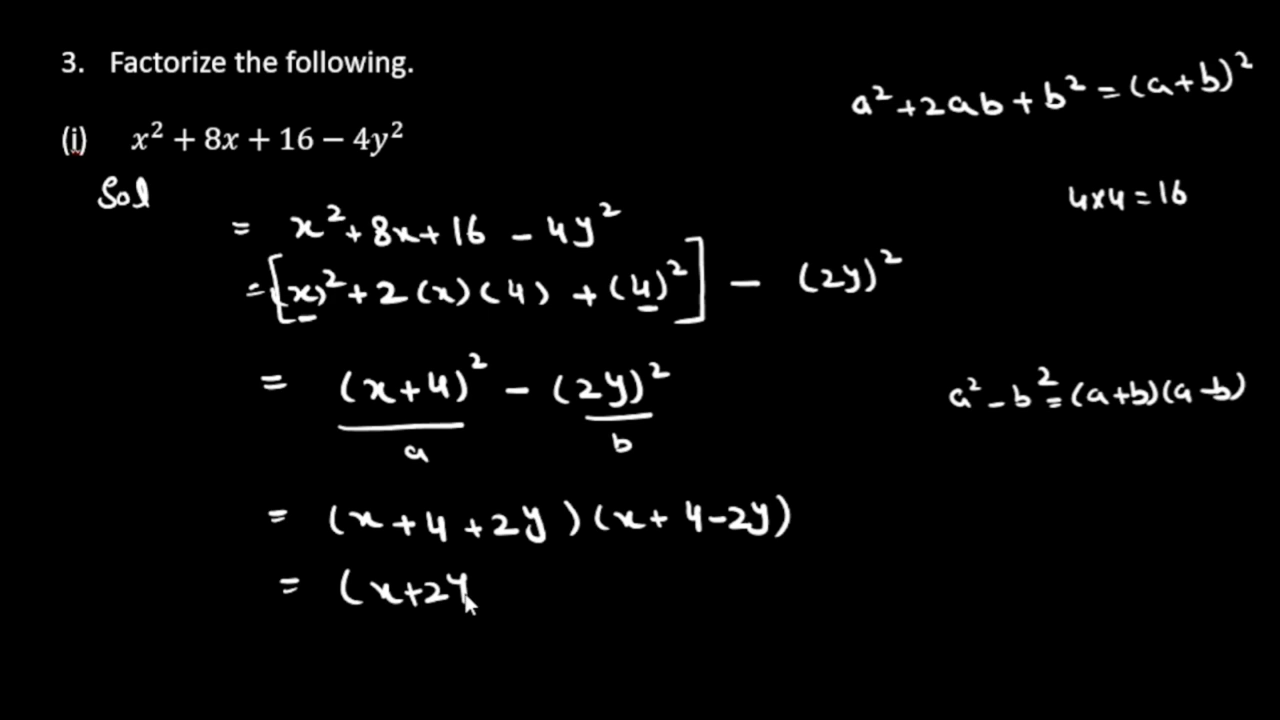 3. Factorize the following.
a² + 2ab + b² = (a+b)²
(i) x² + 8x + 16 − 4y²
Sol
4×4 = 16
= x² + 8x + 16 − 4y²
= [(x)² + 2(x)(4) + (4)²] − (2y)²
= (x+4)² − (2y)²
a² − b² = (a+b)(a−b)
a b
= (x + 4 + 2y)(x + 4 − 2y)
= (x+2y